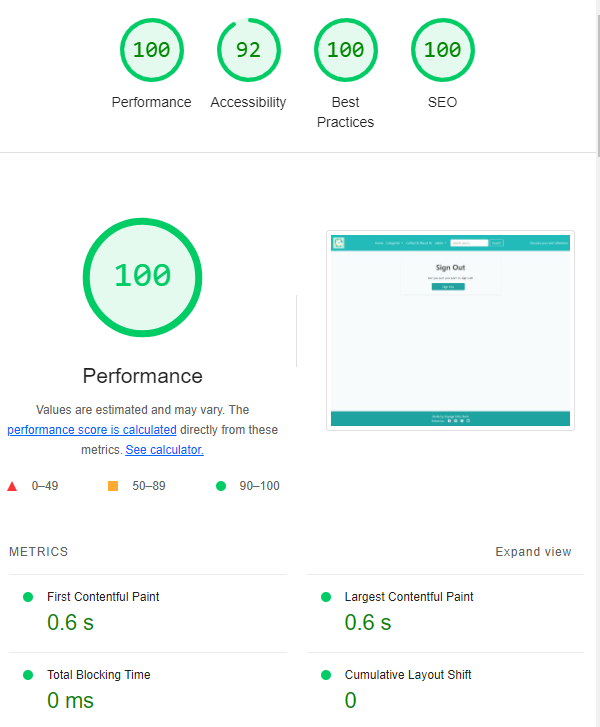 100
92
100
100
Performance
Accessibility
Best
Practices
SEO
100
Performance
Values are estimated and may vary. The
performance score is calculated directly from these
metrics. See calculator.
0–49
50–89
90–100
Sign Out
Sign Out
METRICS
Expand view
First Contentful Paint
0.6 s
Largest Contentful Paint
0.6 s
Total Blocking Time
0 ms
Cumulative Layout Shift
0